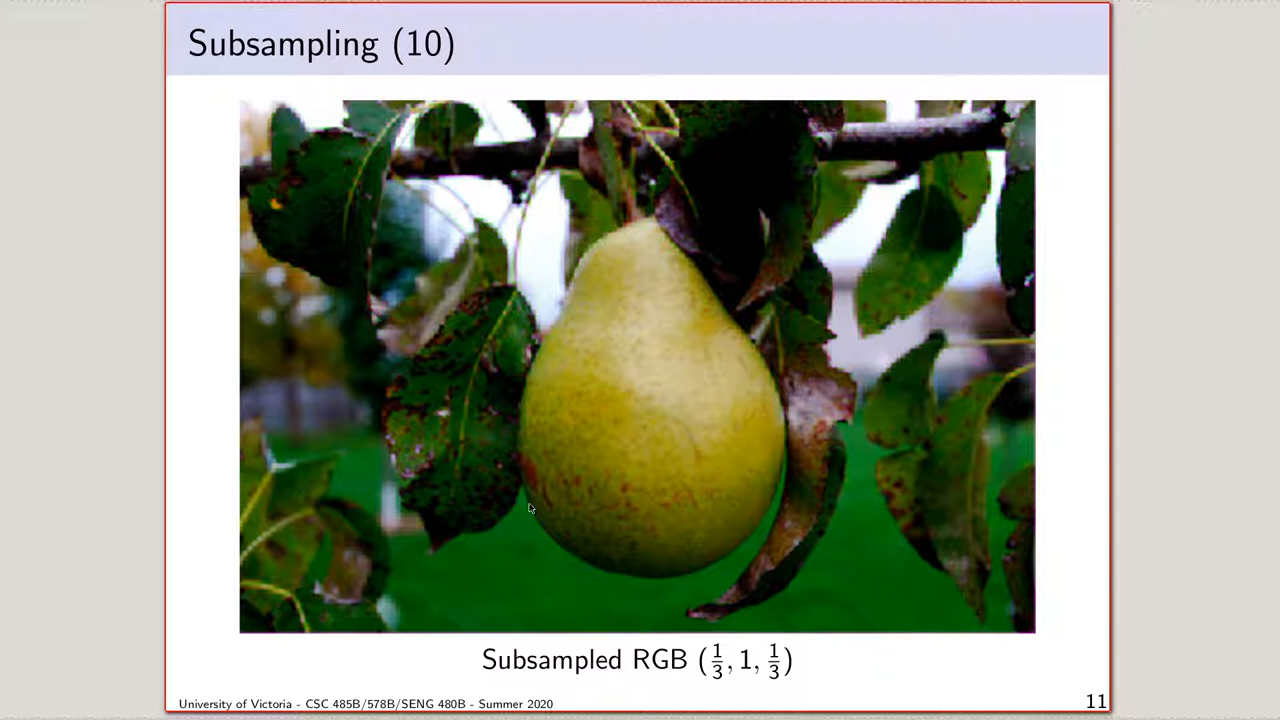 Subsampling (10)
Subsampled RGB (1/3, 1, 1/3)
University of Victoria - CSC 485B/578B/SENG 480B - Summer 2020
11